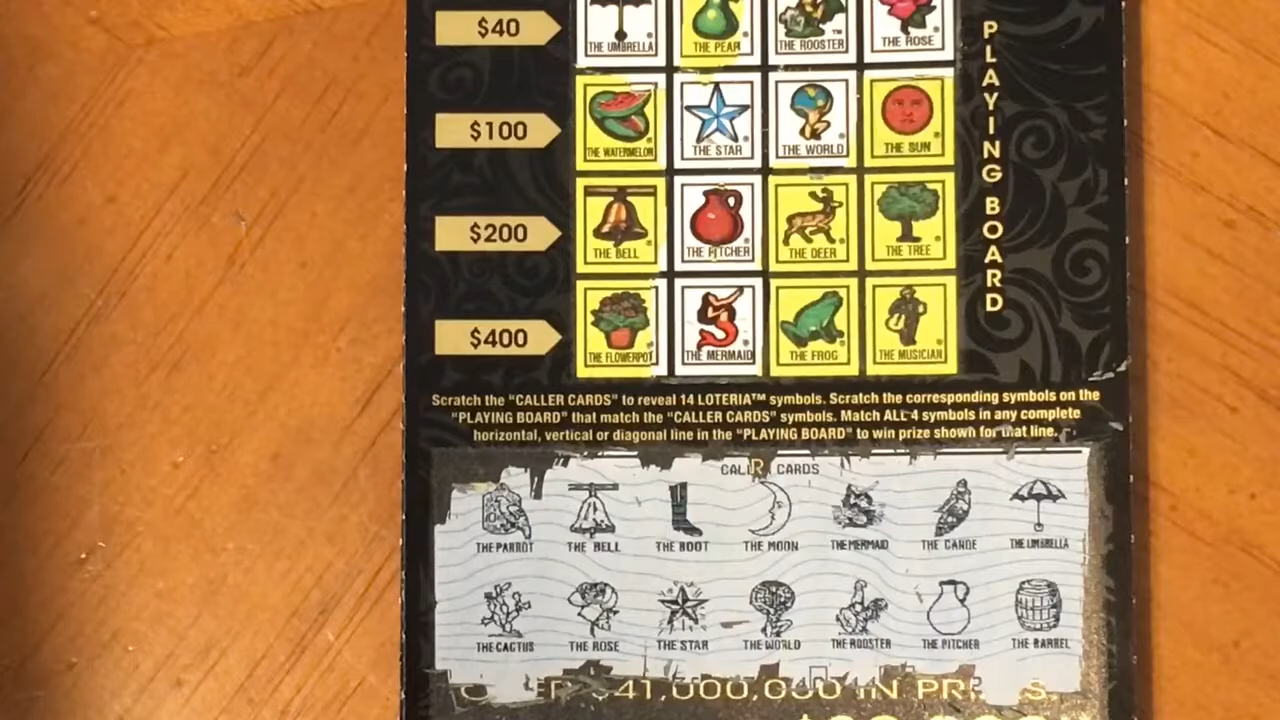 $40
THE UMBRELLA THE PEAR THE ROOSTER THE ROSE
$100
THE WATERMELON THE STAR THE WORLD THE SUN
$200
THE BELL THE PITCHER THE DEER THE TREE
$400
THE FLOWERPOT THE MERMAID THE FROG THE MUSICIAN
PLAYING BOARD
Scratch the "CALLER CARDS" to reveal 14 LOTERIA™ symbols. Scratch the corresponding symbols on the
"PLAYING BOARD" that match the "CALLER CARDS" symbols. Match ALL 4 symbols in any complete
horizontal, vertical or diagonal line in the "PLAYING BOARD" to win prize shown for that line.
CALLER CARDS
THE PARROT THE BELL THE BOOT THE MOON THE MERMAID THE CANOE THE UMBRELLA
THE CACTUS THE ROSE THE STAR THE WORLD THE ROOSTER THE PITCHER THE BARREL
OVER $41,000,000 IN PRIZES,